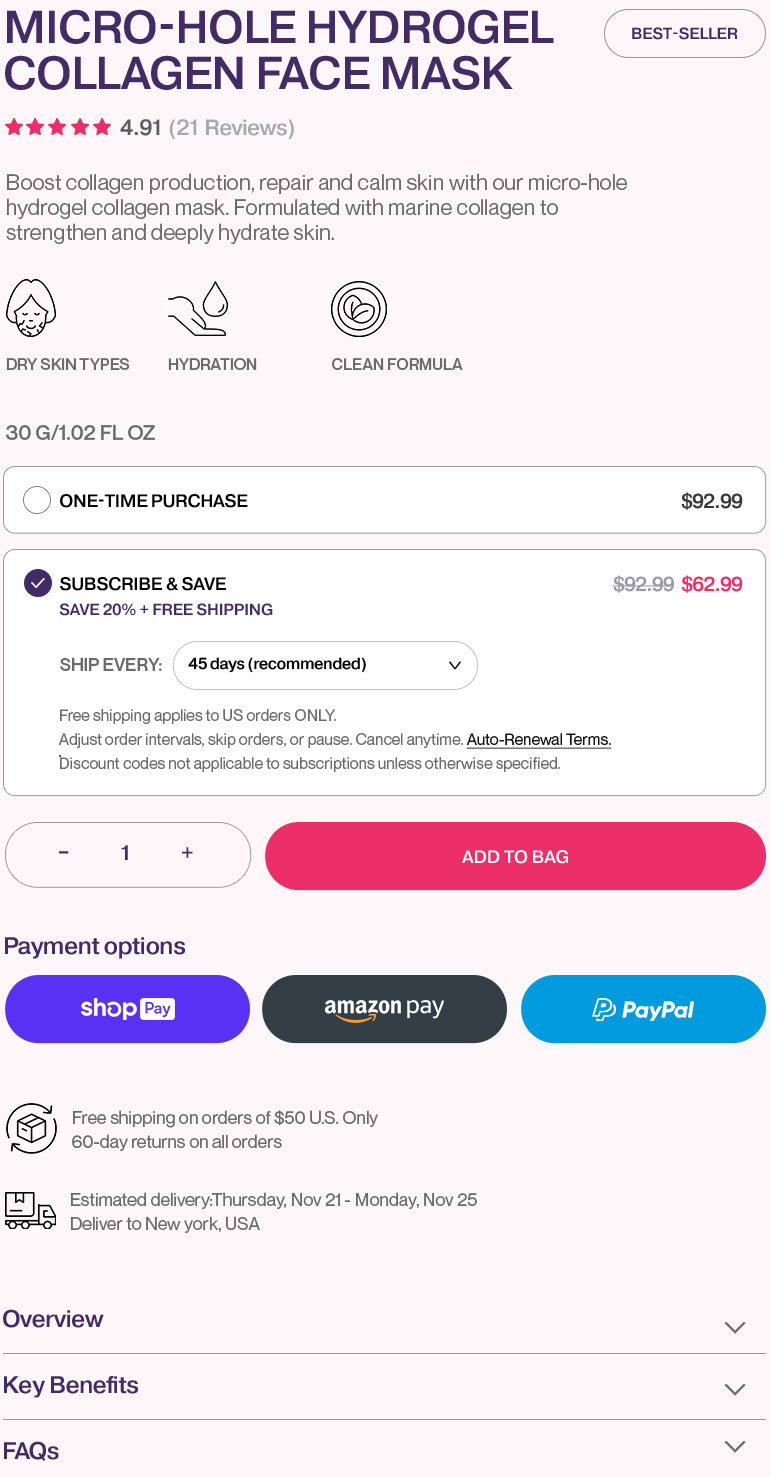 MICRO-HOLE HYDROGEL
COLLAGEN FACE MASK
BEST-SELLER
4.91 (21 Reviews)
Boost collagen production, repair and calm skin with our micro-hole
hydrogel collagen mask. Formulated with marine collagen to
strengthen and deeply hydrate skin.
DRY SKIN TYPES
HYDRATION
CLEAN FORMULA
30 G/1.02 FL OZ
ONE-TIME PURCHASE $92.99
SUBSCRIBE & SAVE $92.99 $62.99
SAVE 20% + FREE SHIPPING
SHIP EVERY: 45 days (recommended)
Free shipping applies to US orders ONLY.
Adjust order intervals, skip orders, or pause. Cancel anytime. Auto-Renewal Terms.
Discount codes not applicable to subscriptions unless otherwise specified.
- 1 +
ADD TO BAG
Payment options
shop Pay
amazon pay
PayPal
Free shipping on orders of $50 U.S. Only
60-day returns on all orders
Estimated delivery:Thursday, Nov 21 - Monday, Nov 25
Deliver to New york, USA
Overview
Key Benefits
FAQs